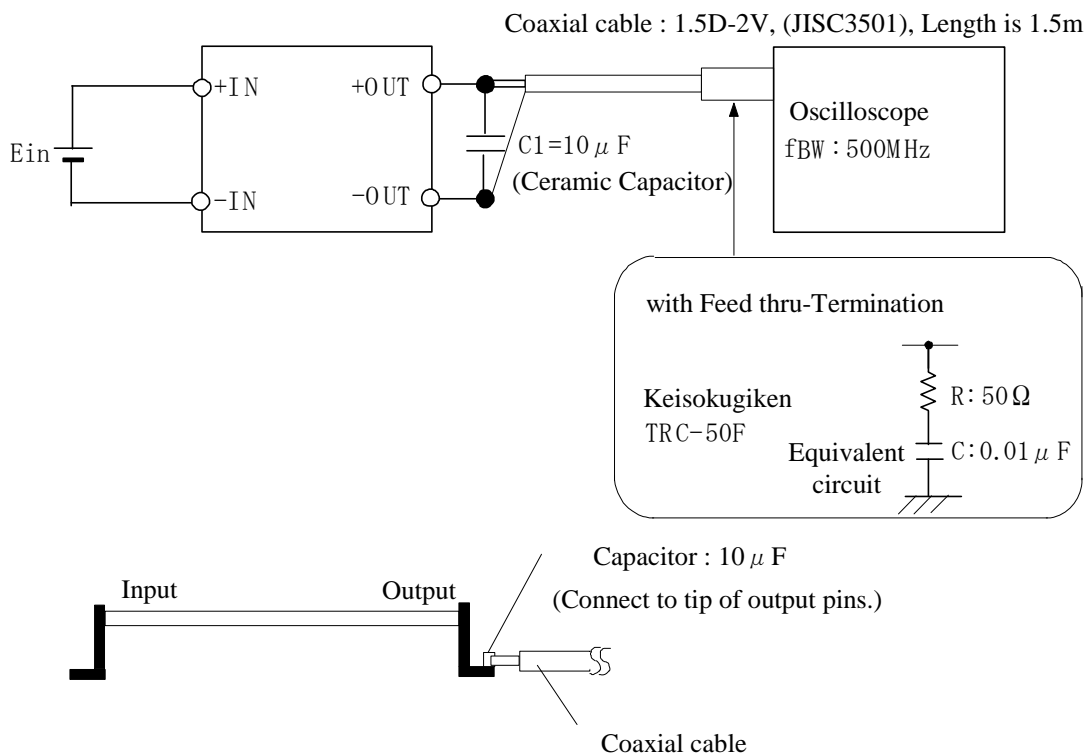 Coaxial cable : 1.5D-2V, (JISC3501), Length is 1.5m
+IN
+OUT
Ein
C1=10μF
(Ceramic Capacitor)
-IN
-OUT
Oscilloscope
fBW:500MHz
with Feed thru-Termination
Keisokugiken
TRC-50F
R:50Ω
Equivalent
circuit
C:0.01μF
Capacitor : 10μF
(Connect to tip of output pins.)
Input
Output
Coaxial cable